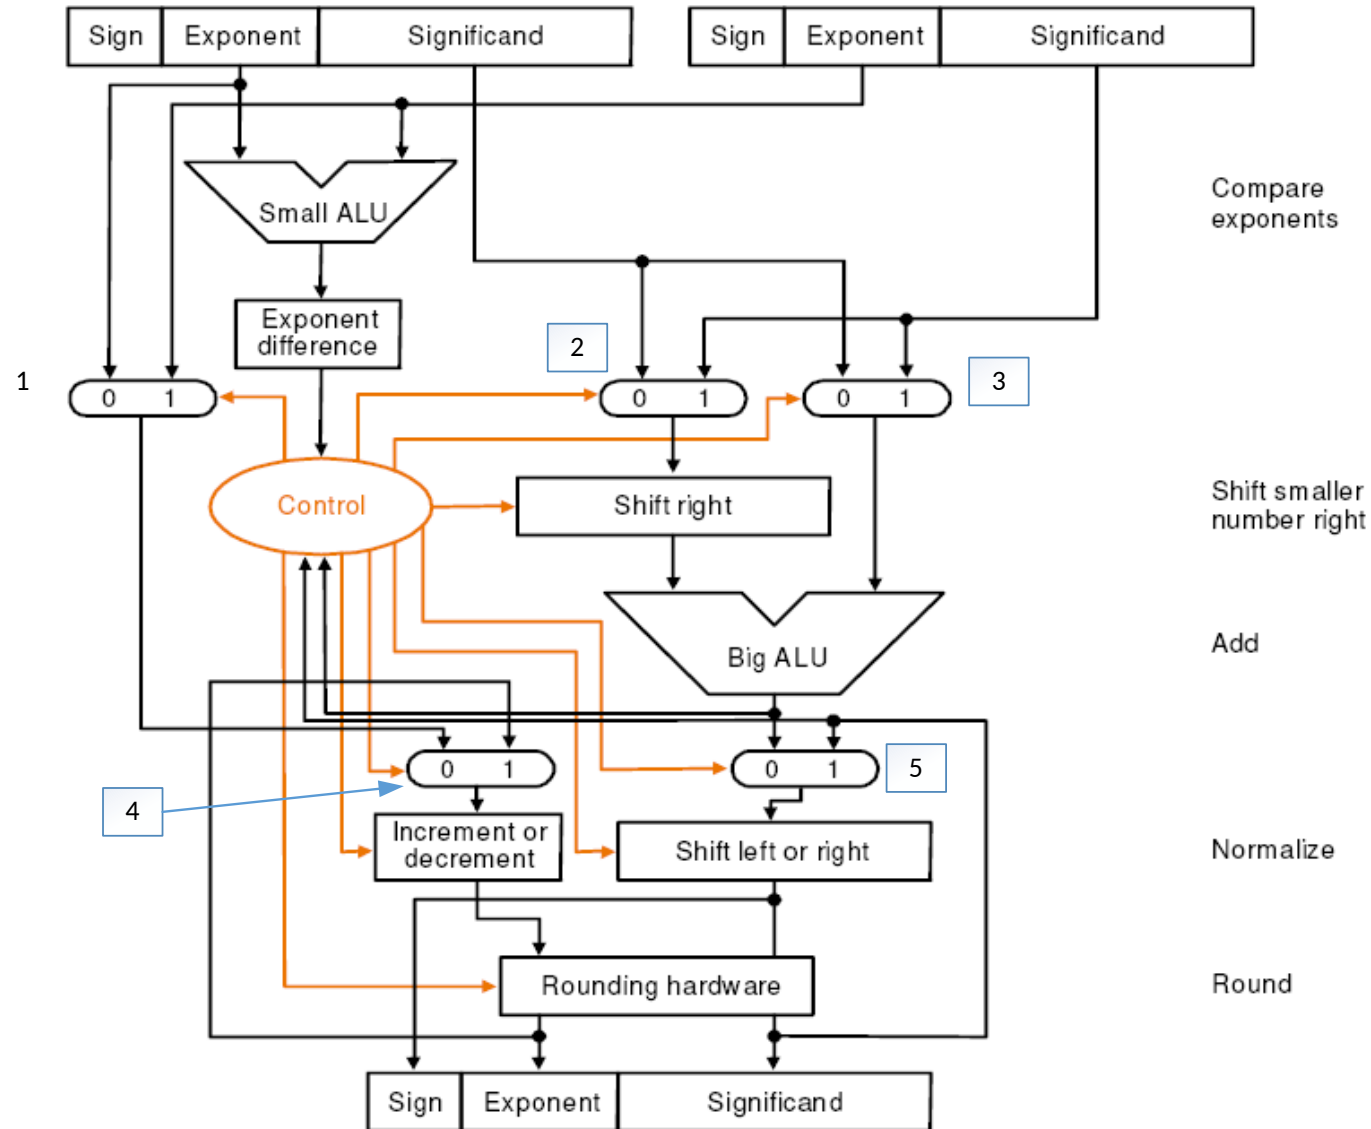 Sign Exponent Significand Sign Exponent Significand
Compare
exponents
Small ALU
Exponent
difference
2
3
1
0 1
0 1
0 1
Control
Shift right
Shift smaller
number right
Add
Big ALU
4
0 1
0 1
5
Increment or
decrement
Shift left or right
Normalize
Rounding hardware
Round
Sign Exponent Significand